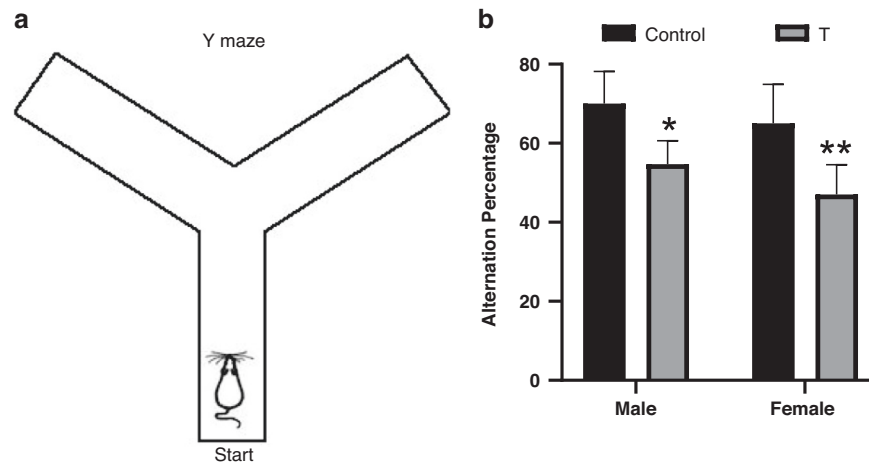 a
Y maze
Start
b
Control
T
Alternation Percentage
80
60
40
20
0
*
**
Male
Female